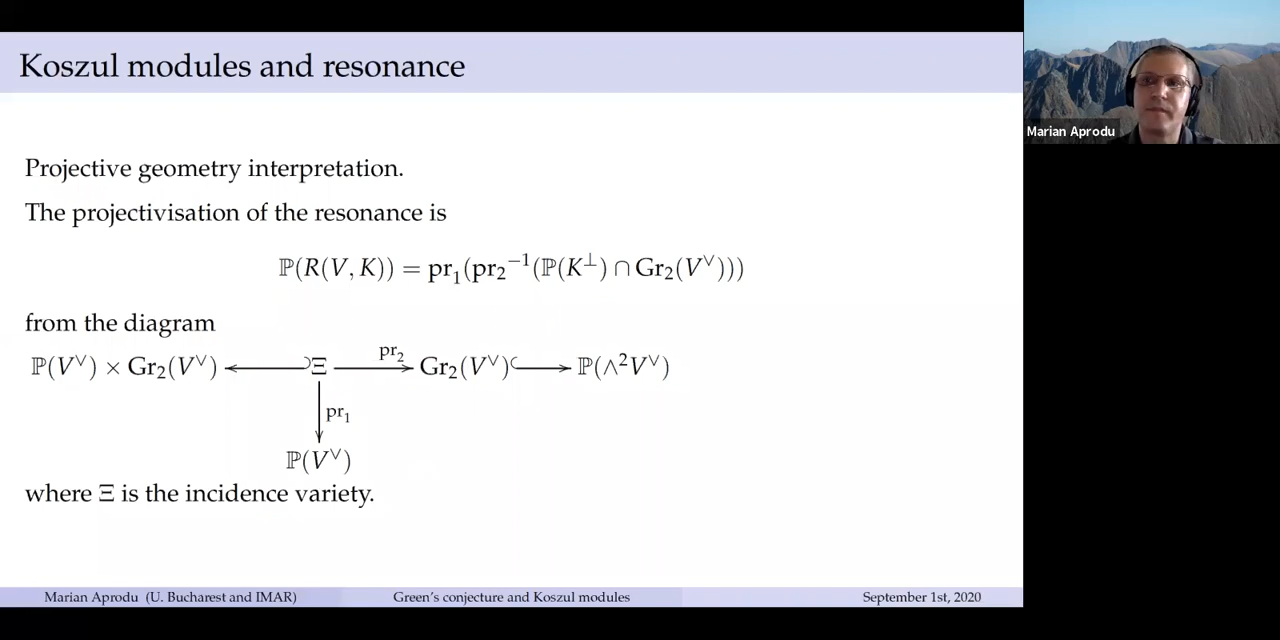 Koszul modules and resonance
Marian Aprodu
Projective geometry interpretation.
The projectivisation of the resonance is
ℙ(R(V, K)) = pr₁(pr₂⁻¹(ℙ(K^⊥) ∩ Gr₂(V^∨)))
from the diagram
ℙ(V^∨) × Gr₂(V^∨) ⟵ Ξ ⟶ pr₂ Gr₂(V^∨) ↪ ℙ(∧²V^∨)
pr₁
ℙ(V^∨)
where Ξ is the incidence variety.
Marian Aprodu (U. Bucharest and IMAR) Green's conjecture and Koszul modules September 1st, 2020